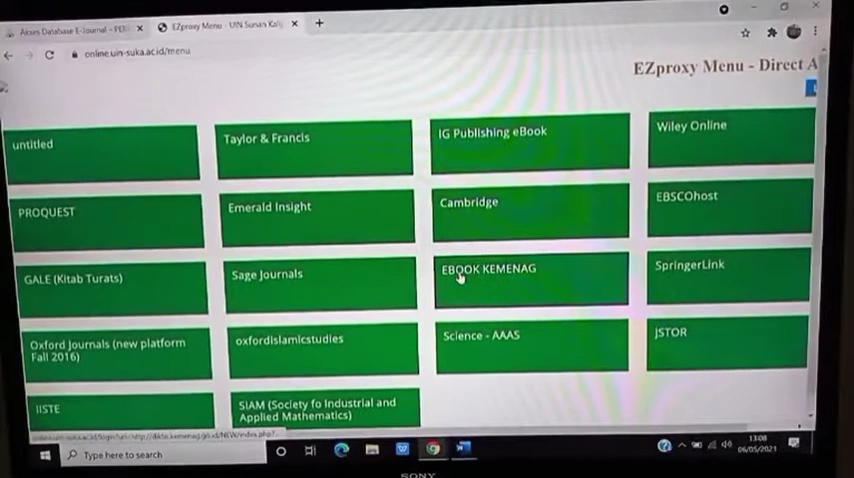 Akses Database E-Journal - PER
EZproxy Menu - UIN Sunan Kalij
online.uin-suka.ac.id/menu
EZproxy Menu - Direct A
untitled
Taylor & Francis
IG Publishing eBook
Wiley Online
PROQUEST
Emerald Insight
Cambridge
EBSCOhost
GALE (Kitab Turats)
Sage Journals
EBOOK KEMENAG
SpringerLink
Oxford Journals (new platform
Fall 2016)
oxfordislamicstudies
Science - AAAS
JSTOR
IISTE
SIAM (Society fo Industrial and
Applied Mathematics)
Type here to search
13:08
06/05/2021
SONY